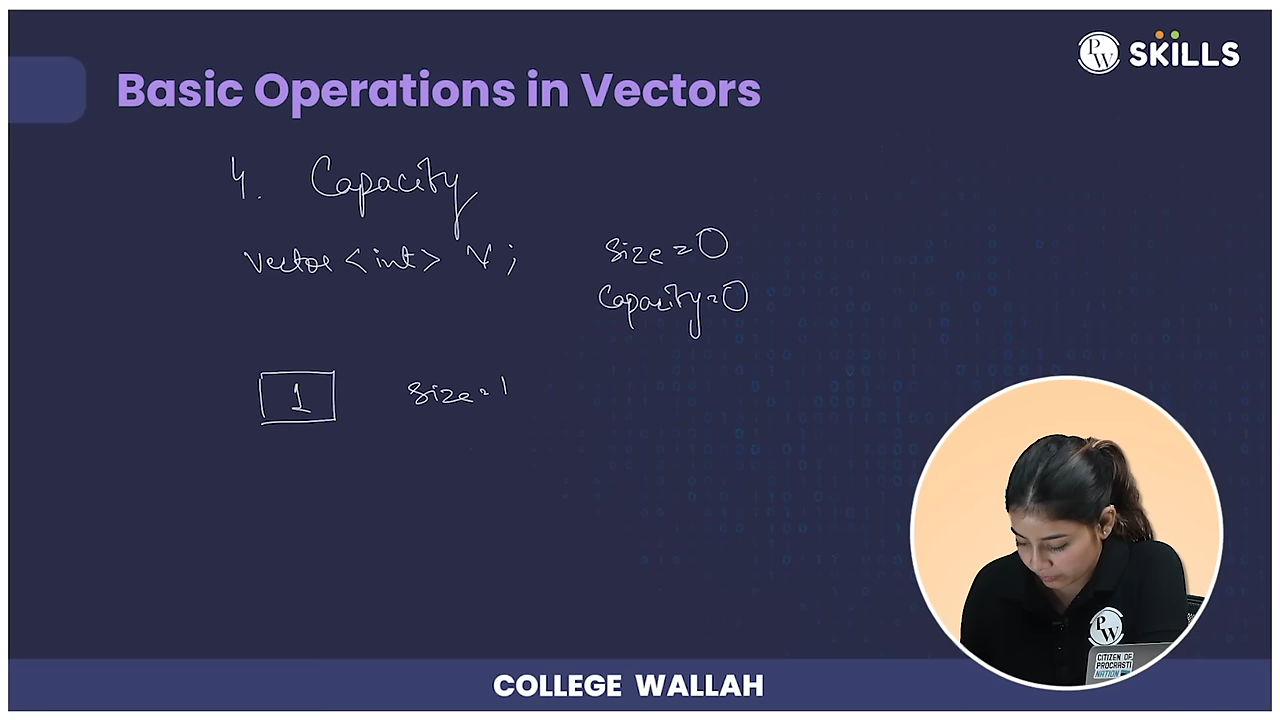 PW SKILLS
Basic Operations in Vectors
4. Capacity
vector <int> v; size = 0
Capacity = 0
1 size = 1
PW
CITIZEN OF
PROCRASTI
NATION
COLLEGE WALLAH